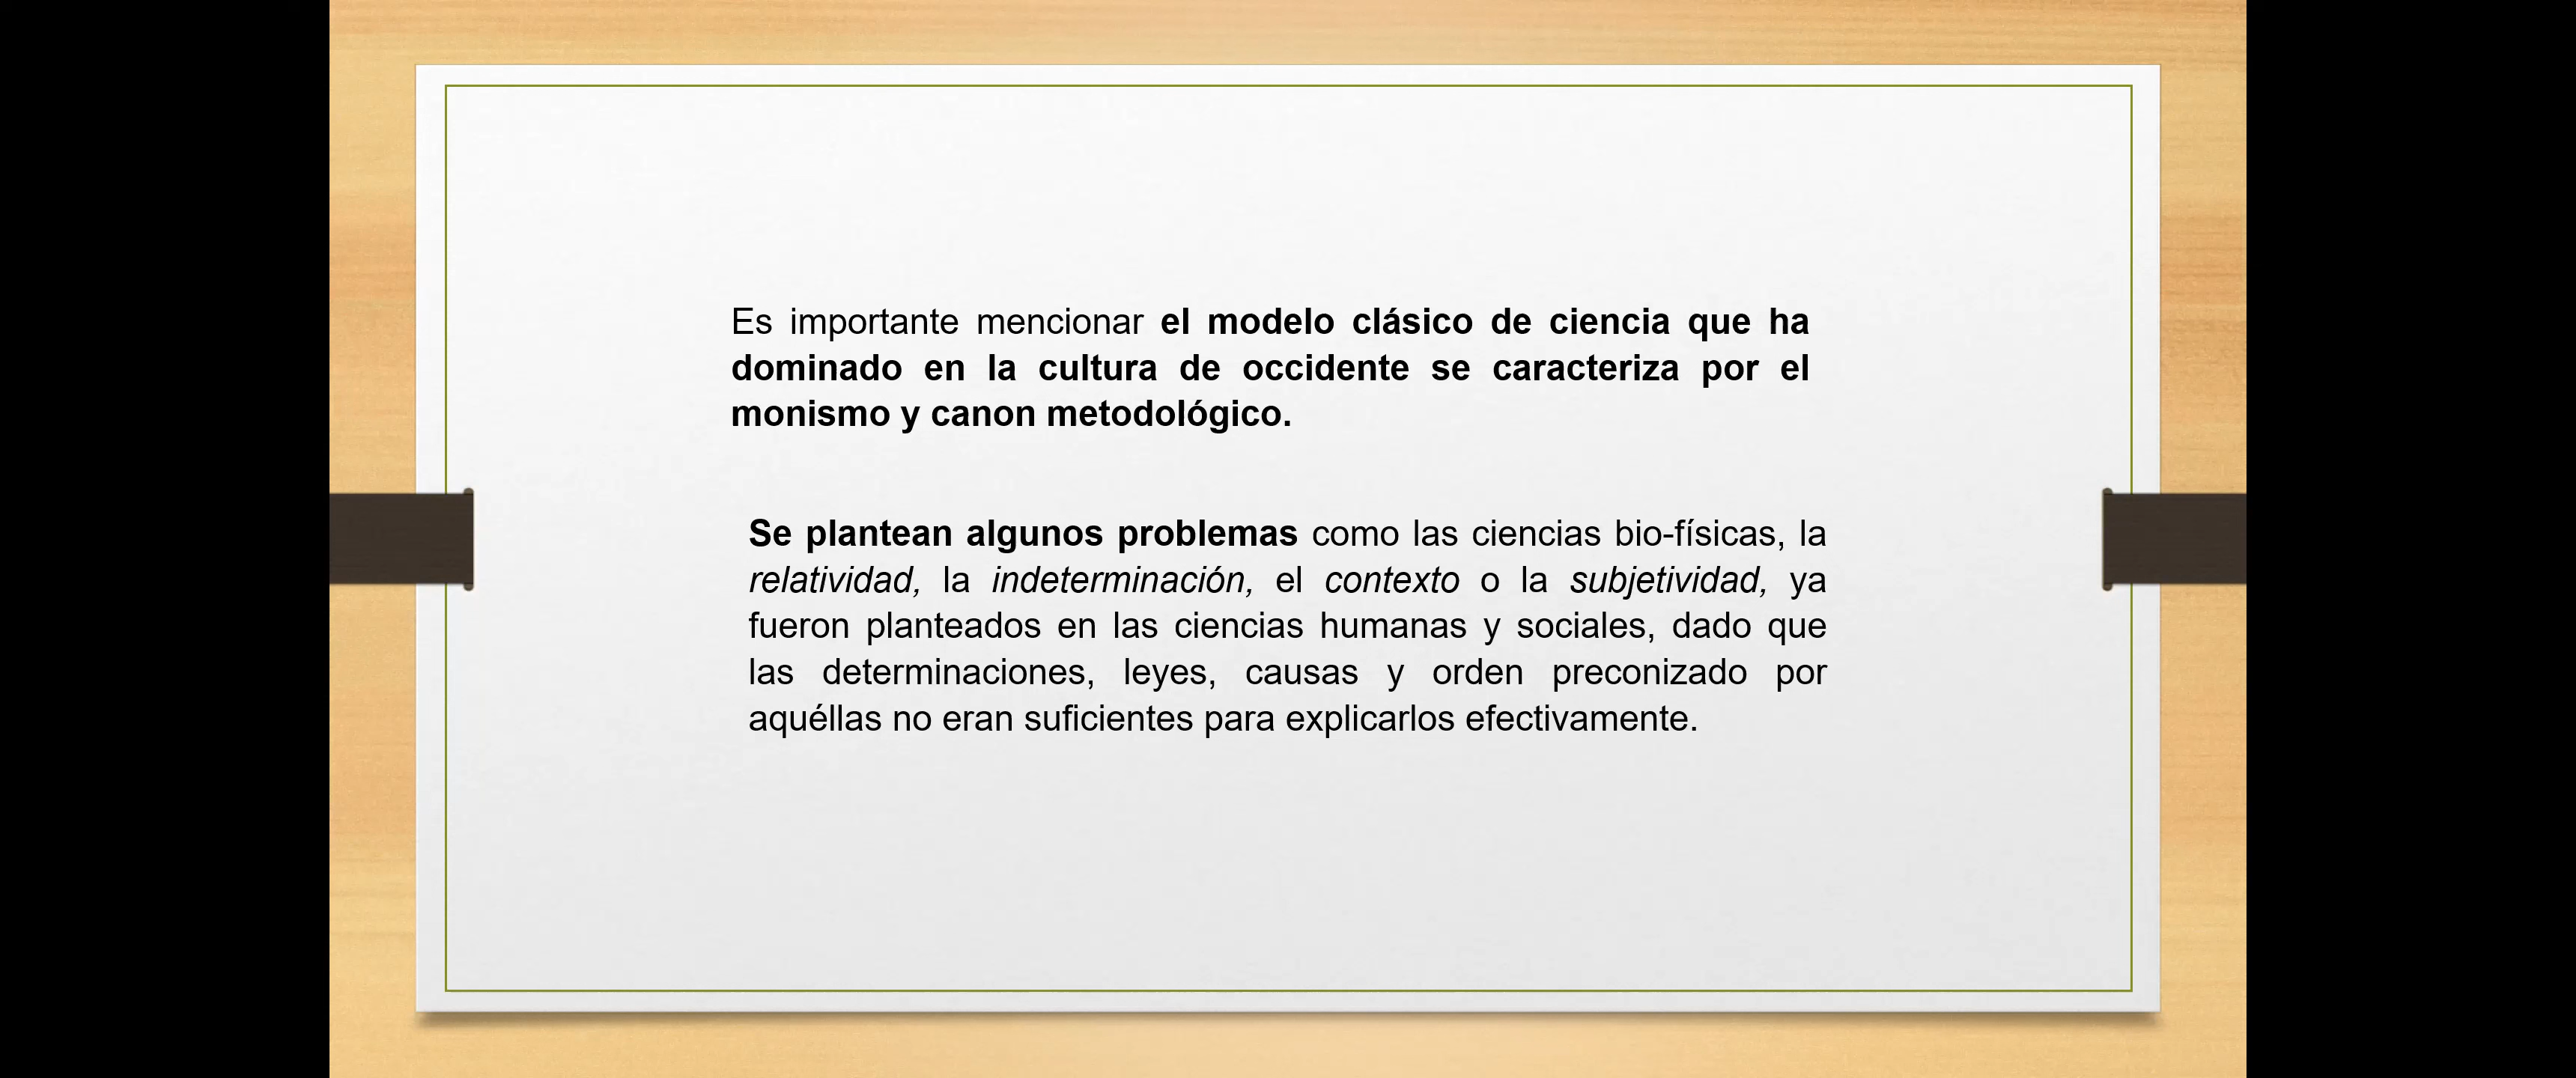 Es importante mencionar el modelo clásico de ciencia que ha
dominado en la cultura de occidente se caracteriza por el
monismo y canon metodológico.
Se plantean algunos problemas como las ciencias bio-físicas, la
relatividad, la indeterminación, el contexto o la subjetividad, ya
fueron planteados en las ciencias humanas y sociales, dado que
las determinaciones, leyes, causas y orden preconizado por
aquéllas no eran suficientes para explicarlos efectivamente.